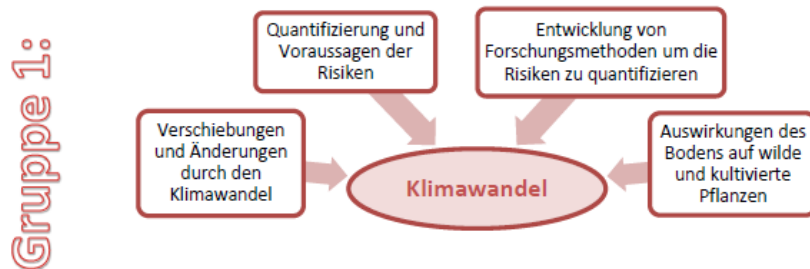 Gruppe 1:
Quantifizierung und
Voraussagen der
Risiken
Entwicklung von
Forschungsmethoden um die
Risiken zu quantifizieren
Verschiebungen
und Änderungen
durch den
Klimawandel
Klimawandel
Auswirkungen des
Bodens auf wilde
und kultivierte
Pflanzen